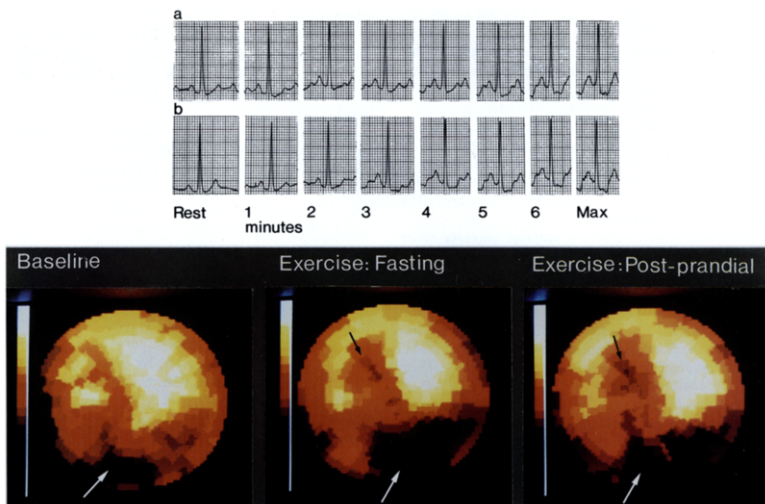 a
b
Rest 1 2 3 4 5 6 Max
minutes
Baseline Exercise: Fasting Exercise: Post-prandial